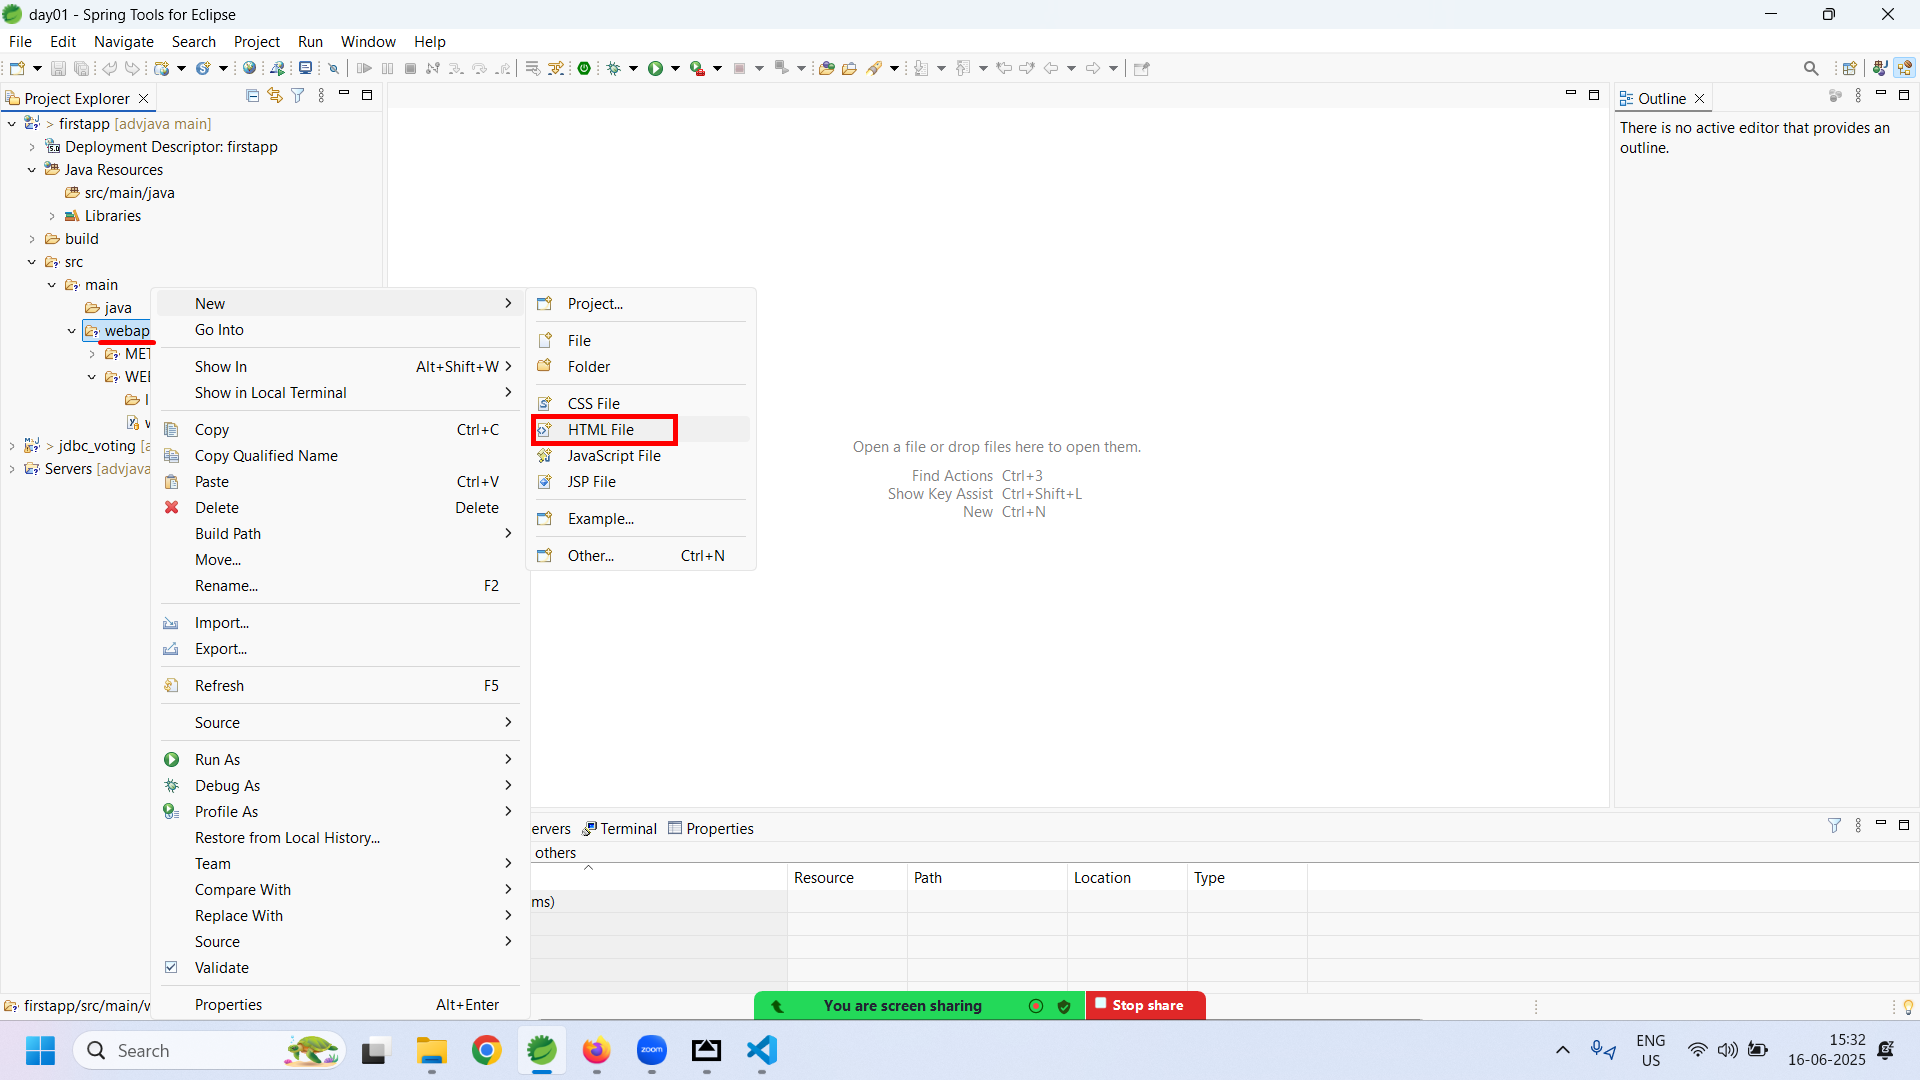 day01 - Spring Tools for Eclipse
File Edit Navigate Search Project Run Window Help
Project Explorer
Outline
> firstapp [advjava main]
Deployment Descriptor: firstapp
Java Resources
src/main/java
Libraries
build
src
main
java
webap
MET
WEB
> jdbc_voting [a
Servers [advjava
New
Go Into
Show In Alt+Shift+W
Show in Local Terminal
Copy Ctrl+C
Copy Qualified Name
Paste Ctrl+V
Delete Delete
Build Path
Move...
Rename... F2
Import...
Export...
Refresh F5
Source
Run As
Debug As
Profile As
Restore from Local History...
Team
Compare With
Replace With
Source
Validate
Properties Alt+Enter
Project...
File
Folder
CSS File
HTML File
JavaScript File
JSP File
Example...
Other... Ctrl+N
Open a file or drop files here to open them.
Find Actions Ctrl+3
Show Key Assist Ctrl+Shift+L
New Ctrl+N
There is no active editor that provides an
outline.
ervers Terminal Properties
others
Resource Path Location Type
ms)
firstapp/src/main/w
You are screen sharing Stop share
Search
zoom
ENG
US
15:32
16-06-2025